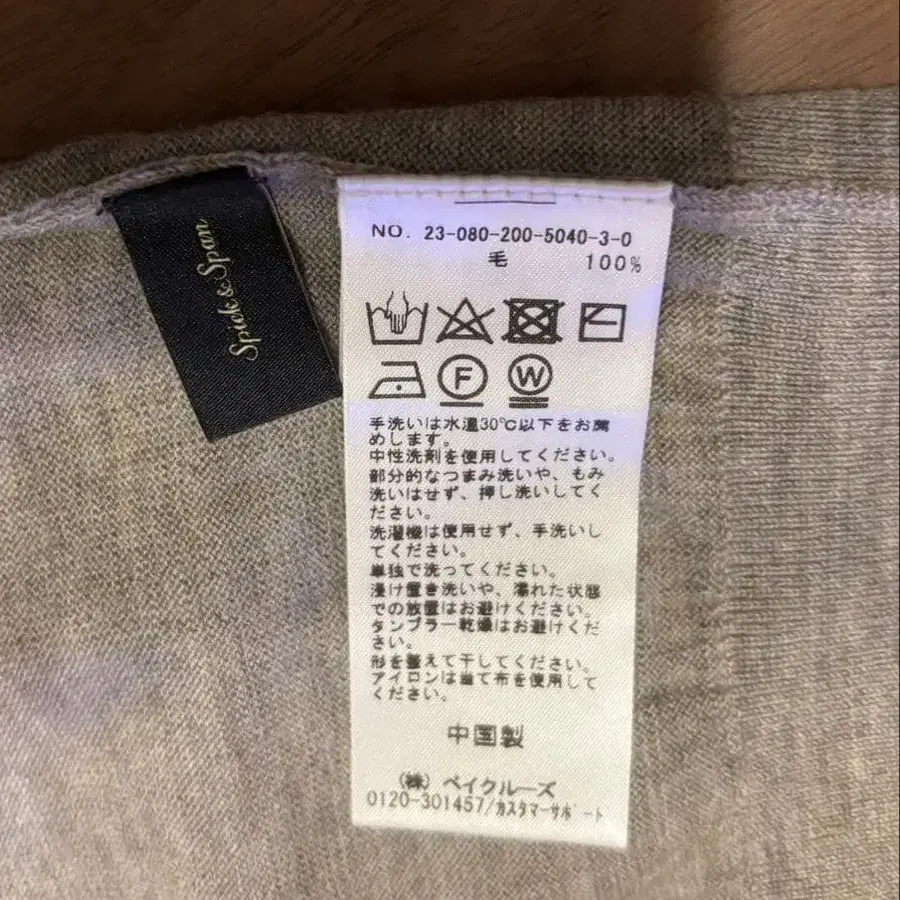 Spick & Span
NO. 23-080-200-5040-3-0
毛 100%
F W
手洗いは水温30℃以下をお薦
めします。
中性洗剤を使用してください。
部分的なつまみ洗いや、もみ
洗いはせず、押し洗いしてく
ださい。
洗濯機は使用せず、手洗いし
てください。
単独で洗ってください。
浸け置き洗いや、濡れた状態
での放置はお避けください。
タンブラー乾燥はお避けくだ
さい。
形を整えて干してください。
アイロンは当て布を使用して
ください。
中国製
(株) ベイクルーズ
0120-301457/カスタマーサポート